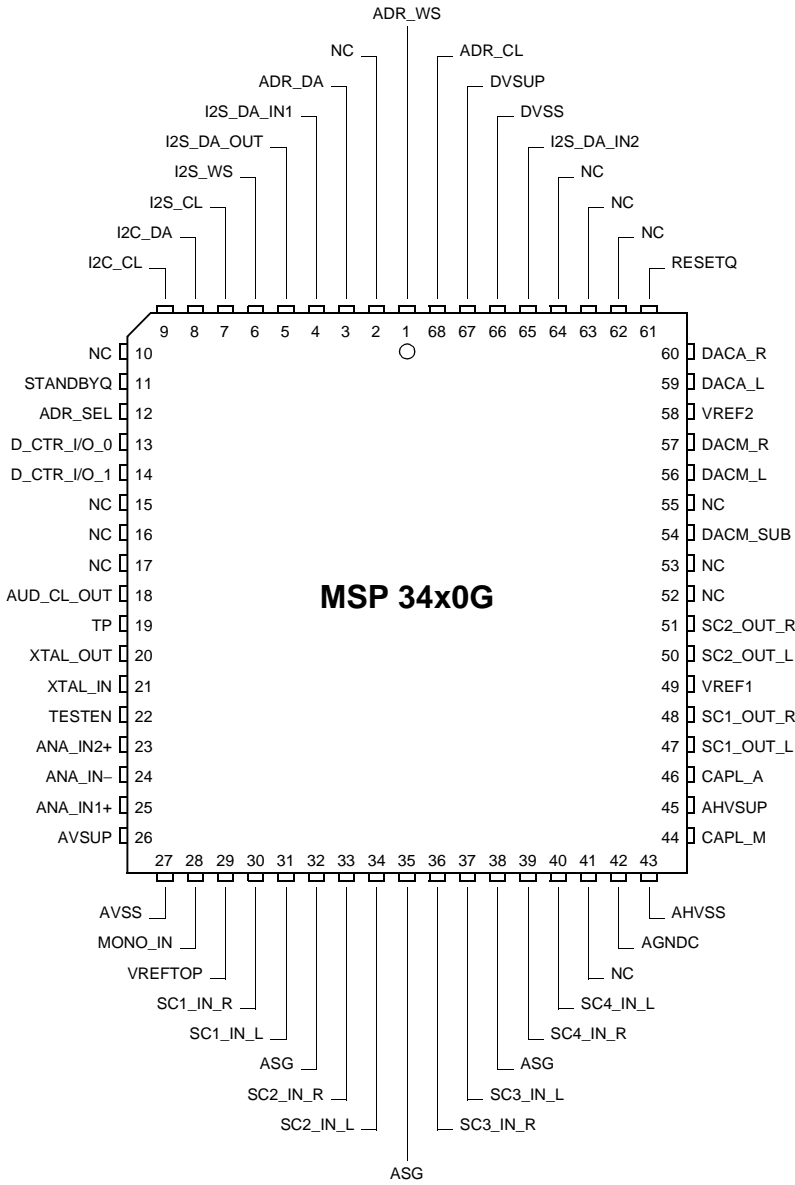 ADR_WS
NC ADR_CL
ADR_DA DVSUP
I2S_DA_IN1 DVSS
I2S_DA_OUT I2S_DA_IN2
I2S_WS NC
I2S_CL NC
I2C_DA NC
I2C_CL RESETQ
9 8 7 6 5 4 3 2 1 68 67 66 65 64 63 62 61
NC 10 60 DACA_R
STANDBYQ 11 59 DACA_L
ADR_SEL 12 58 VREF2
D_CTR_I/O_0 13 57 DACM_R
D_CTR_I/O_1 14 56 DACM_L
NC 15 55 NC
NC 16 54 DACM_SUB
NC 17 53 NC
AUD_CL_OUT 18 52 NC
MSP 34x0G
TP 19 51 SC2_OUT_R
XTAL_OUT 20 50 SC2_OUT_L
XTAL_IN 21 49 VREF1
TESTEN 22 48 SC1_OUT_R
ANA_IN2+ 23 47 SC1_OUT_L
ANA_IN– 24 46 CAPL_A
ANA_IN1+ 25 45 AHVSUP
AVSUP 26 44 CAPL_M
27 28 29 30 31 32 33 34 35 36 37 38 39 40 41 42 43
AVSS AHVSS
MONO_IN AGNDC
VREFTOP NC
SC1_IN_R SC4_IN_L
SC1_IN_L SC4_IN_R
ASG ASG
SC2_IN_R SC3_IN_L
SC2_IN_L SC3_IN_R
ASG